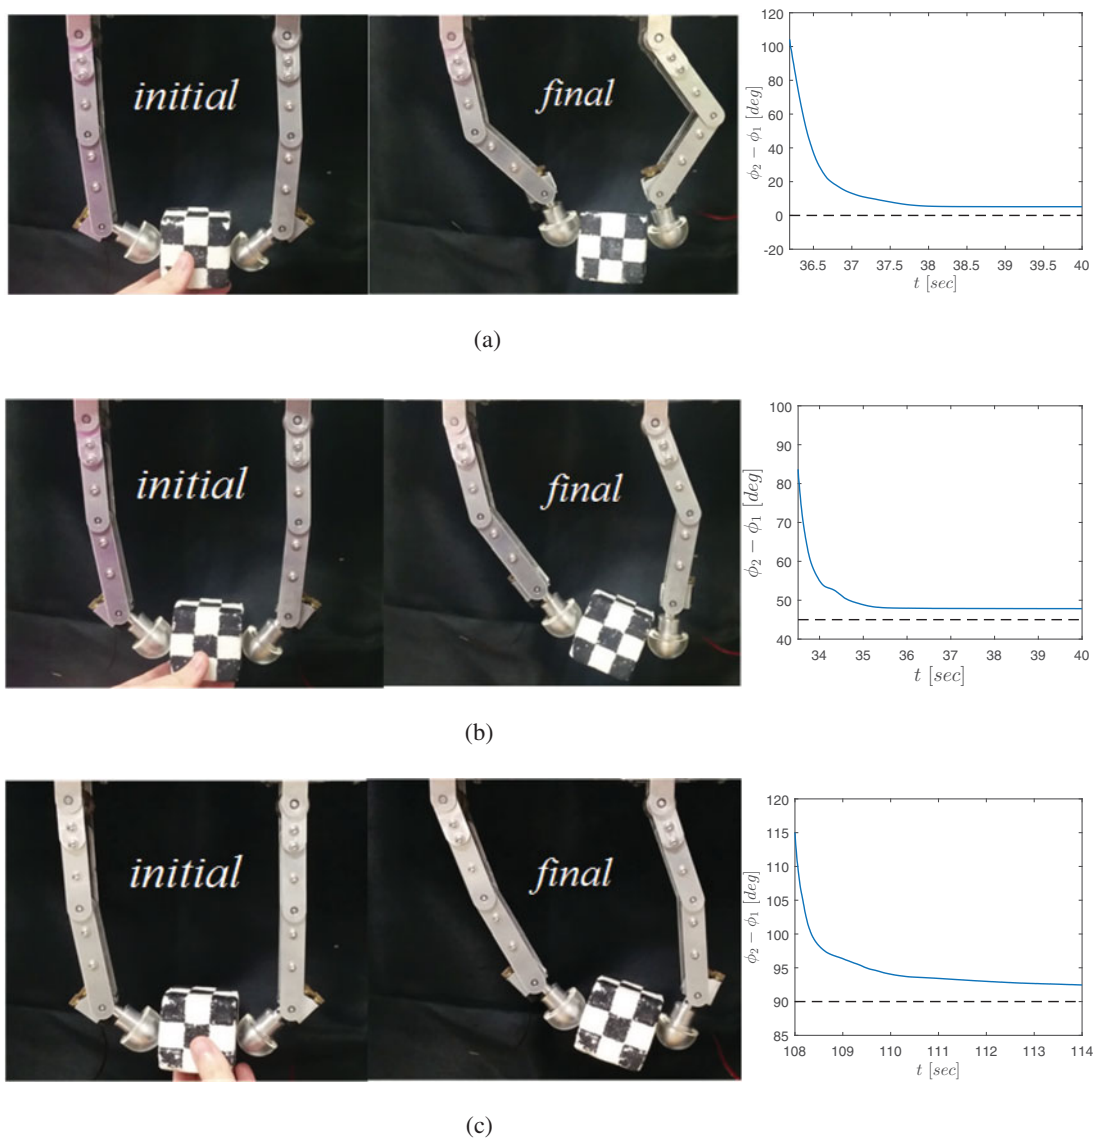 initial
final
120
100
80
60
40
20
0
-20
ϕ2 − ϕ1 [deg]
36.5 37 37.5 38 38.5 39 39.5 40
t [sec]
(a)
initial
final
100
90
80
70
60
50
40
ϕ2 − ϕ1 [deg]
34 35 36 37 38 39 40
t [sec]
(b)
initial
final
120
115
110
105
100
95
90
85
ϕ2 − ϕ1 [deg]
108 109 110 111 112 113 114
t [sec]
(c)